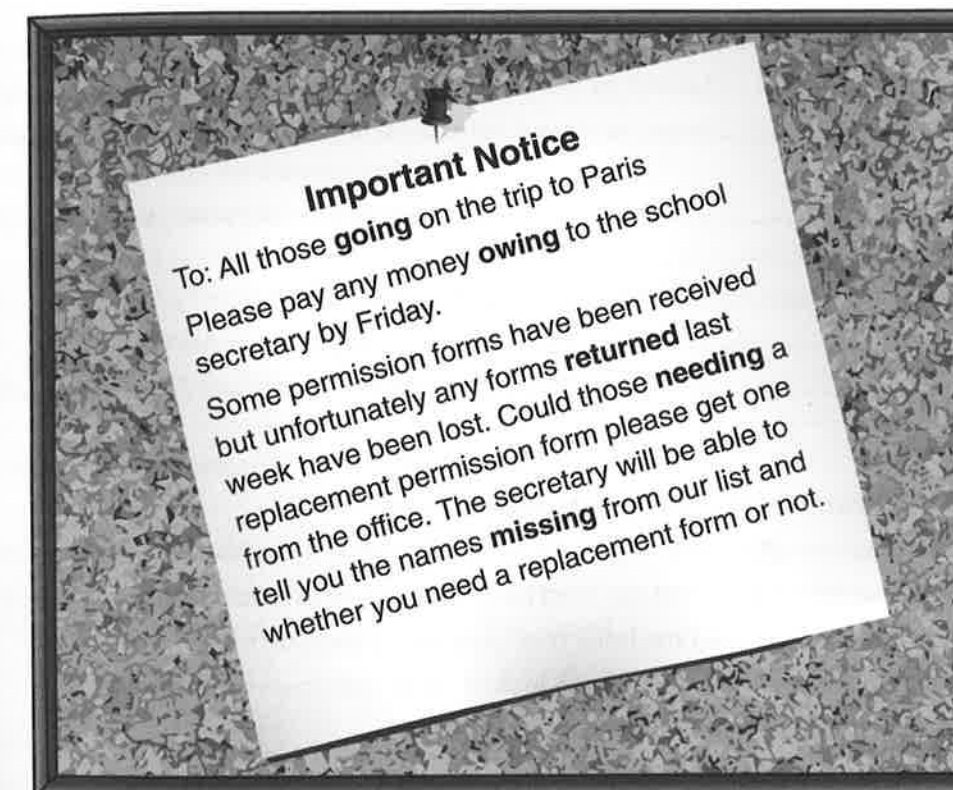 Important Notice
To: All those going on the trip to Paris
Please pay any money owing to the school
secretary by Friday.
Some permission forms have been received
but unfortunately any forms returned last
week have been lost. Could those needing a
replacement permission form please get one
from the office. The secretary will be able to
tell you the names missing from our list and
whether you need a replacement form or not.